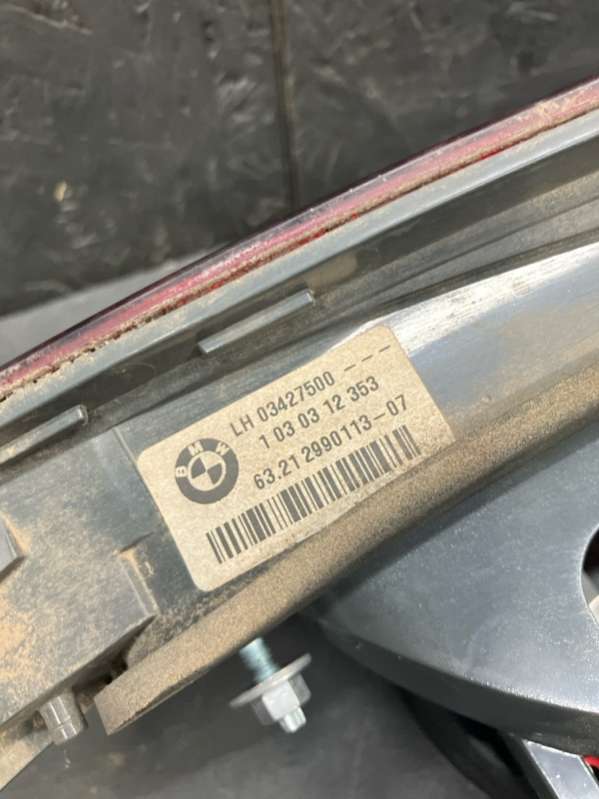 LH 03427500 ---
1 03 03 12 353
BMW
63.21 2990113-07